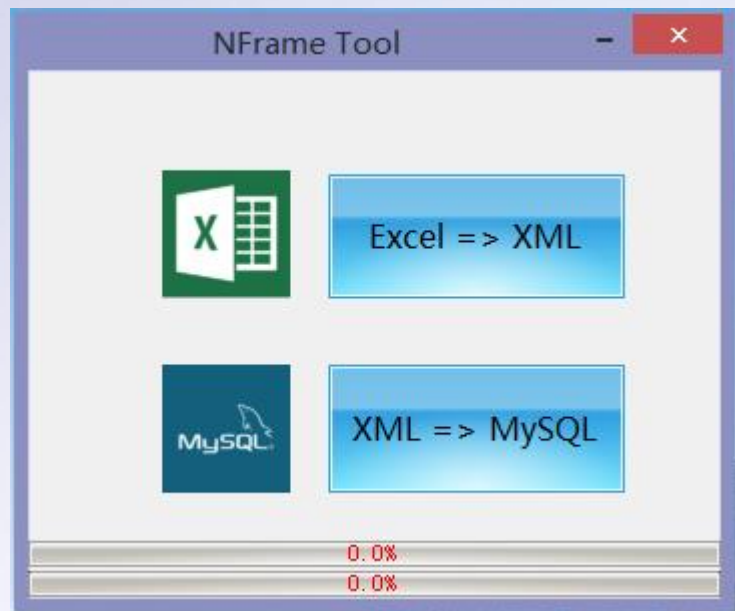 NFrame Tool
X
Excel => XML
MySQL
XML => MySQL
0.0%
0.0%